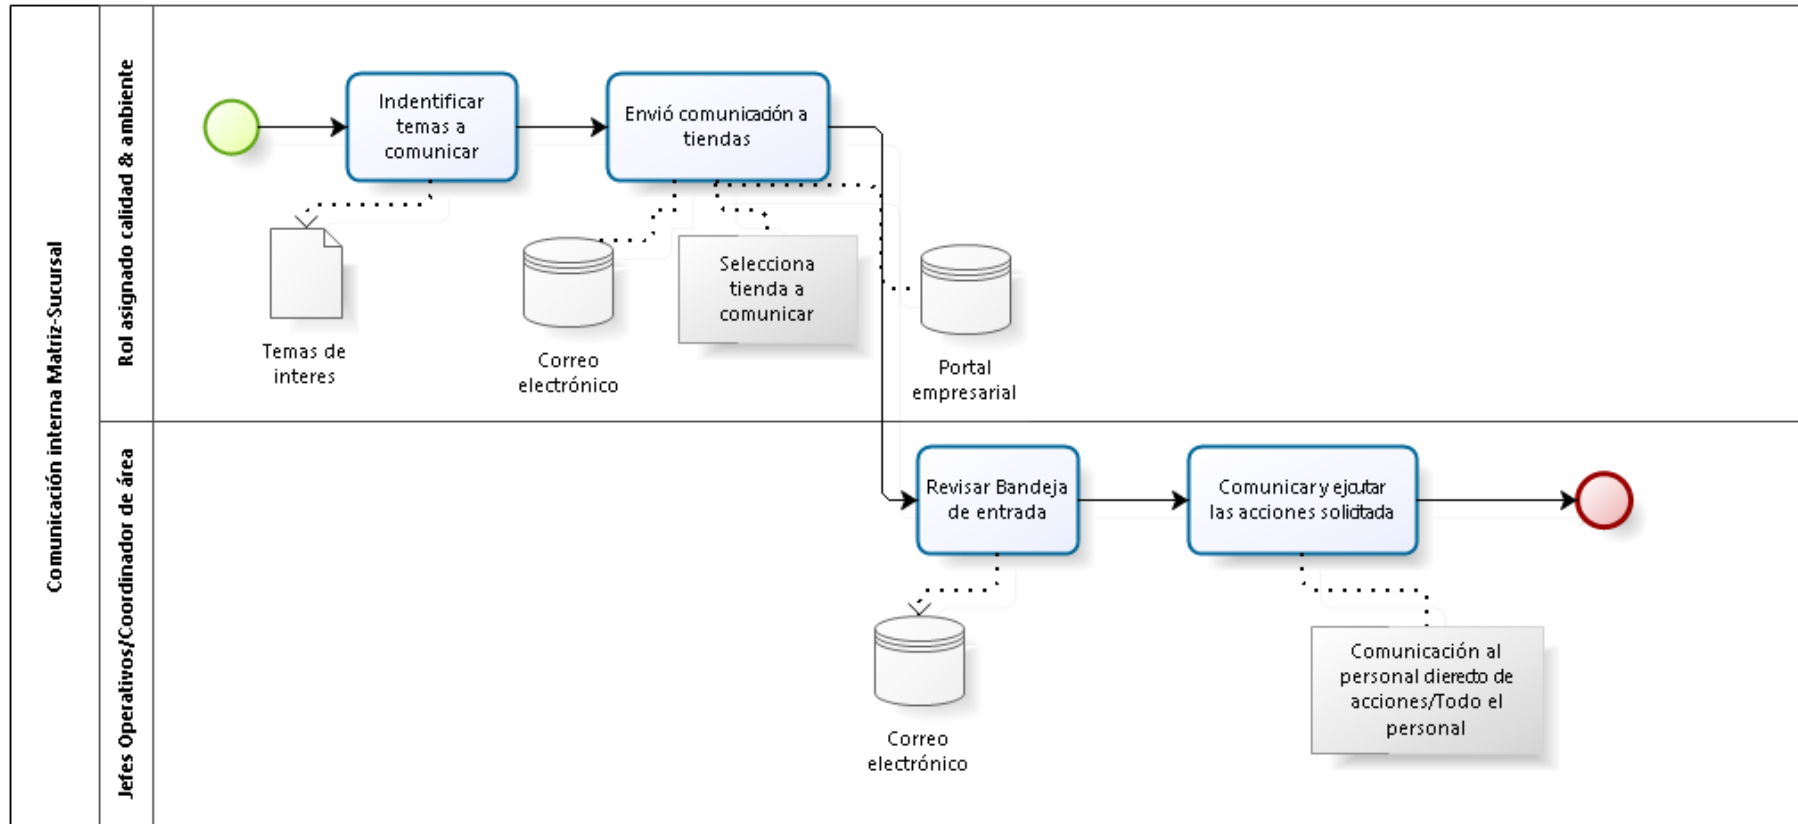 Comunicación interna Matriz-Sucursal
Rol asignado calidad & ambiente
Indentificar
temas a
comunicar
Envió comunicación a
tiendas
Temas de
interes
Correo
electrónico
Selecciona
tienda a
comunicar
Portal
empresarial
Jefes Operativos/Coordinador de área
Revisar Bandeja
de entrada
Comunicar y ejcutar
las acciones solicitada
Correo
electrónico
Comunicación al
personal dierecto de
acciones/Todo el
personal